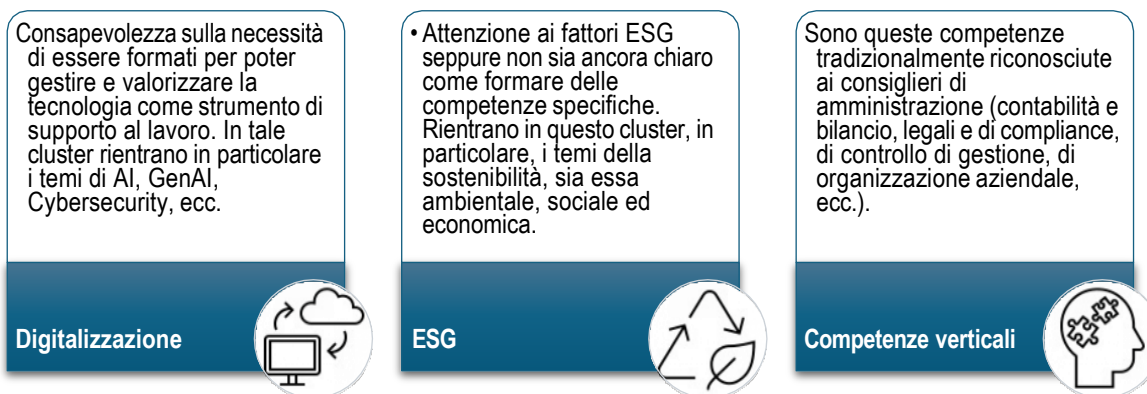 Consapevolezza sulla necessità
di essere formati per poter
gestire e valorizzare la
tecnologia come strumento di
supporto al lavoro. In tale
cluster rientrano in particolare
i temi di AI, GenAI,
Cybersecurity, ecc.
Digitalizzazione
• Attenzione ai fattori ESG
seppure non sia ancora chiaro
come formare delle
competenze specifiche.
Rientrano in questo cluster, in
particolare, i temi della
sostenibilità, sia essa
ambientale, sociale ed
economica.
ESG
Sono queste competenze
tradizionalmente riconosciute
ai consiglieri di
amministrazione (contabilità e
bilancio, legali e di compliance,
di controllo di gestione, di
organizzazione aziendale,
ecc.).
Competenze verticali